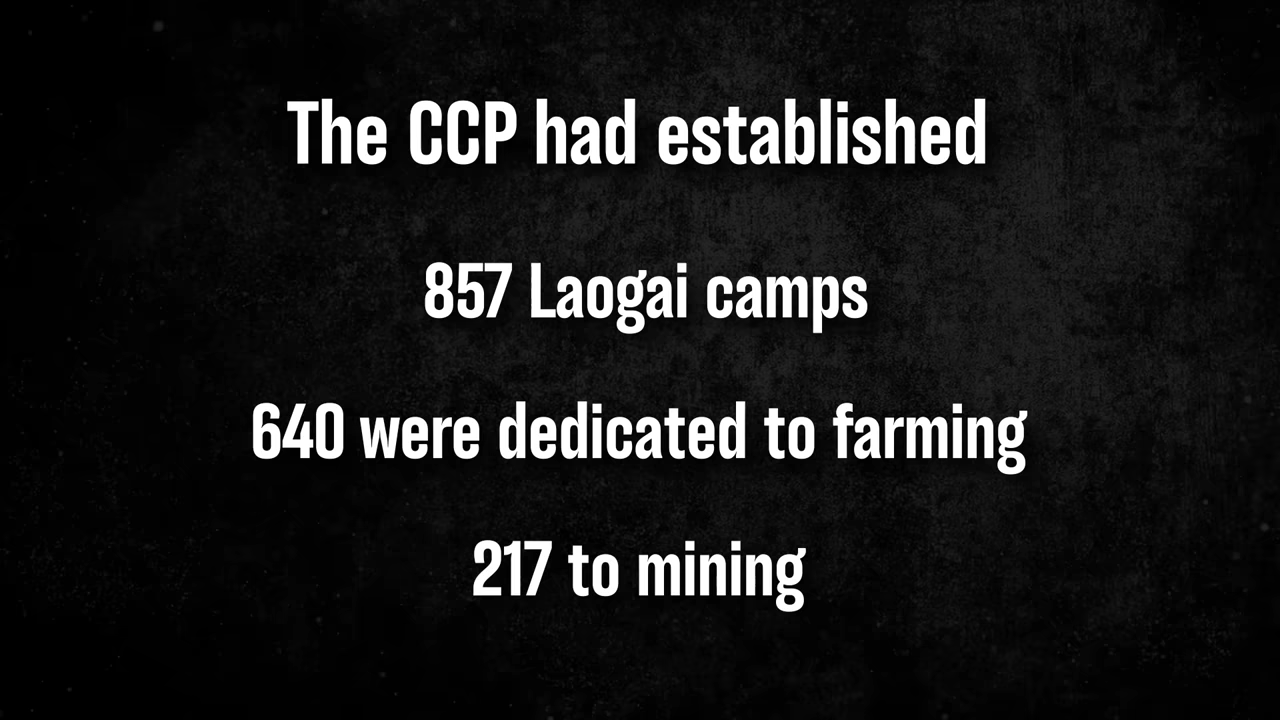 The CCP had established
857 Laogai camps
640 were dedicated to farming
217 to mining